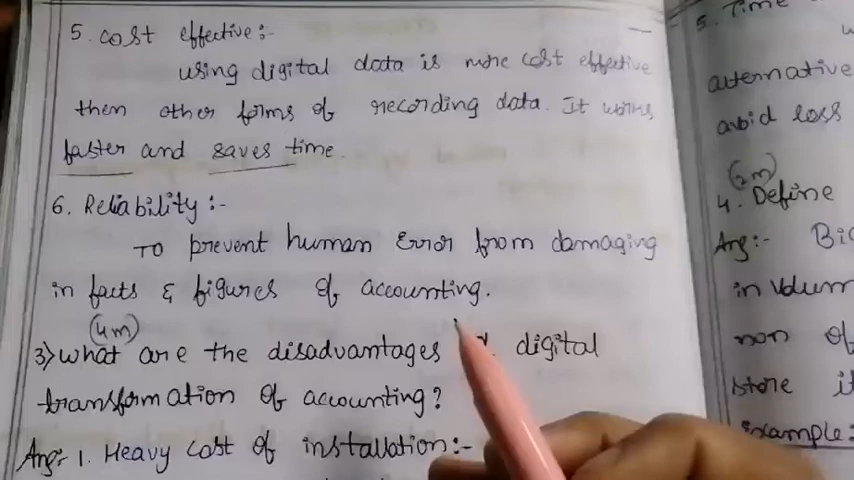 5. cost effective:-
using digital data is more cost effective
then other forms of recording data. It works
faster and saves time.
6. Reliability :-
To prevent human Error from damaging
in facts & figures of accounting.
(4m)
3) what are the disadvantages digital
transformation of accounting?
Ans:- 1. Heavy cost of installation:-
5. Time
alternative
avoid loss
(2m)
4. Define
Ans:-
in volum
non of
store
Example: